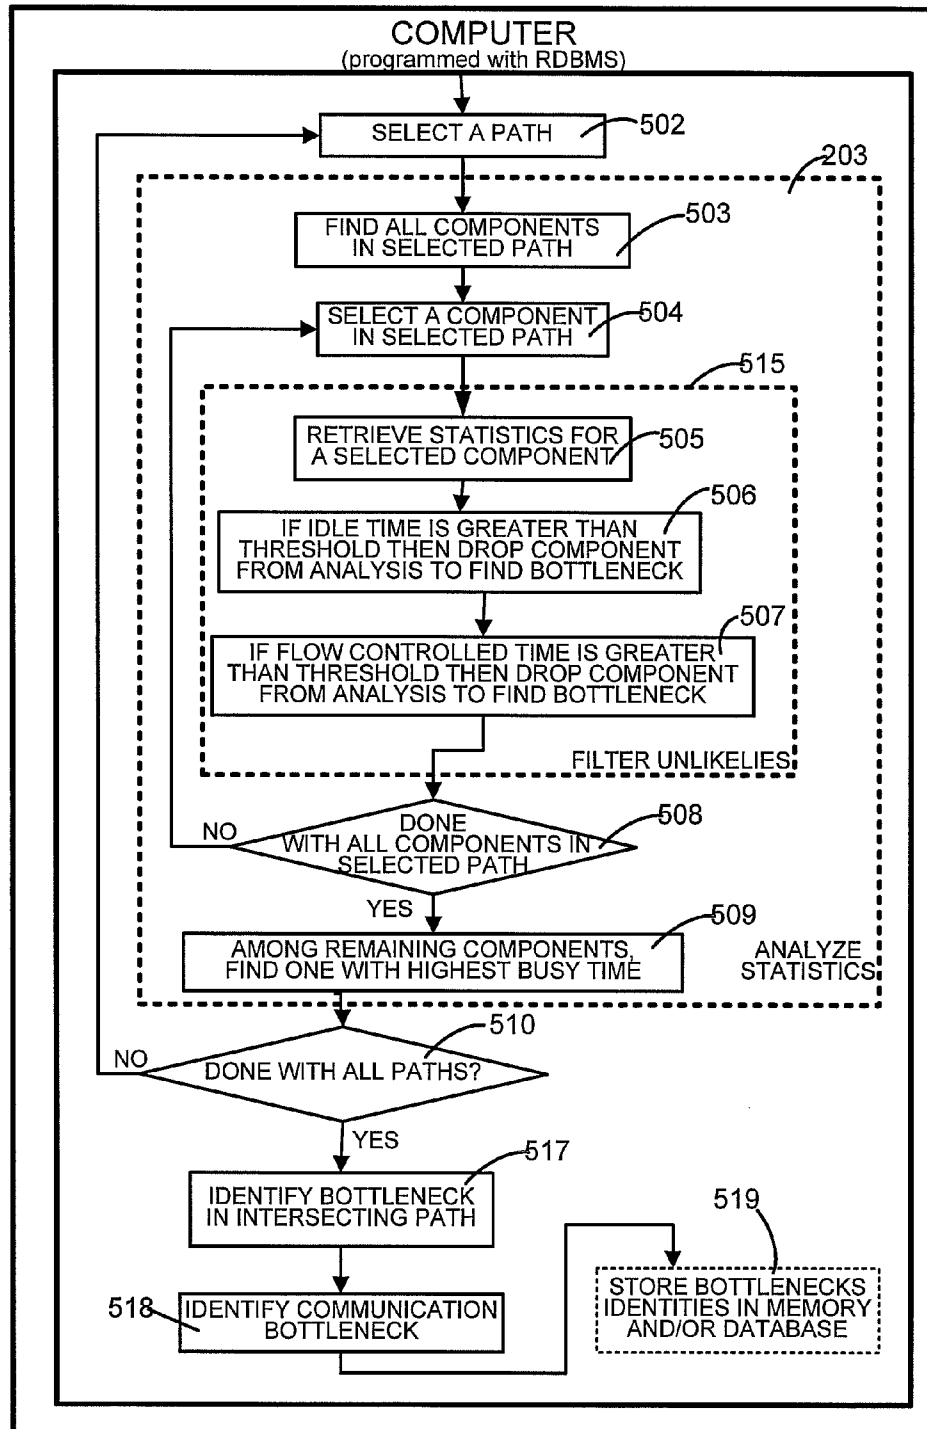 COMPUTER
(programmed with RDBMS)
SELECT A PATH
502
203
FIND ALL COMPONENTS
IN SELECTED PATH
503
SELECT A COMPONENT
IN SELECTED PATH
504
515
RETRIEVE STATISTICS FOR
A SELECTED COMPONENT
505
506
IF IDLE TIME IS GREATER THAN
THRESHOLD THEN DROP COMPONENT
FROM ANALYSIS TO FIND BOTTLENECK
507
IF FLOW CONTROLLED TIME IS GREATER
THAN THRESHOLD THEN DROP COMPONENT
FROM ANALYSIS TO FIND BOTTLENECK
FILTER UNLIKELIES
NO
DONE
WITH ALL COMPONENTS IN
SELECTED PATH
508
YES
509
AMONG REMAINING COMPONENTS,
FIND ONE WITH HIGHEST BUSY TIME
ANALYZE
STATISTICS
510
NO
DONE WITH ALL PATHS?
YES
517
IDENTIFY BOTTLENECK
IN INTERSECTING PATH
519
518
IDENTIFY COMMUNICATION
BOTTLENECK
STORE BOTTLENECKS
IDENTITIES IN MEMORY
AND/OR DATABASE